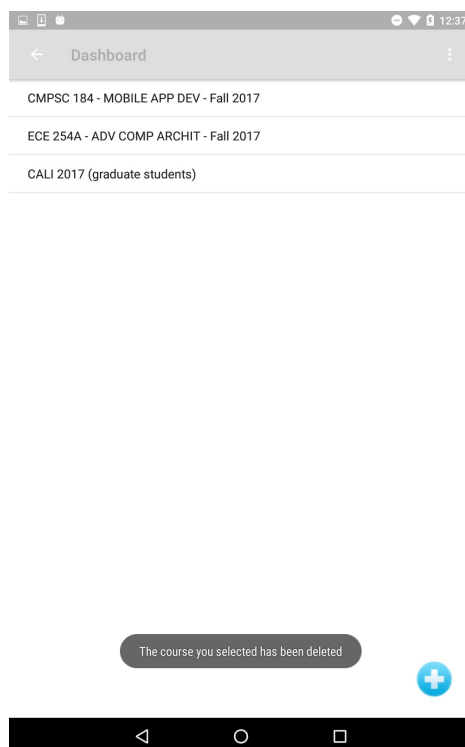 12:37
Dashboard
CMPSC 184 - MOBILE APP DEV - Fall 2017
ECE 254A - ADV COMP ARCHIT - Fall 2017
CALI 2017 (graduate students)
The course you selected has been deleted